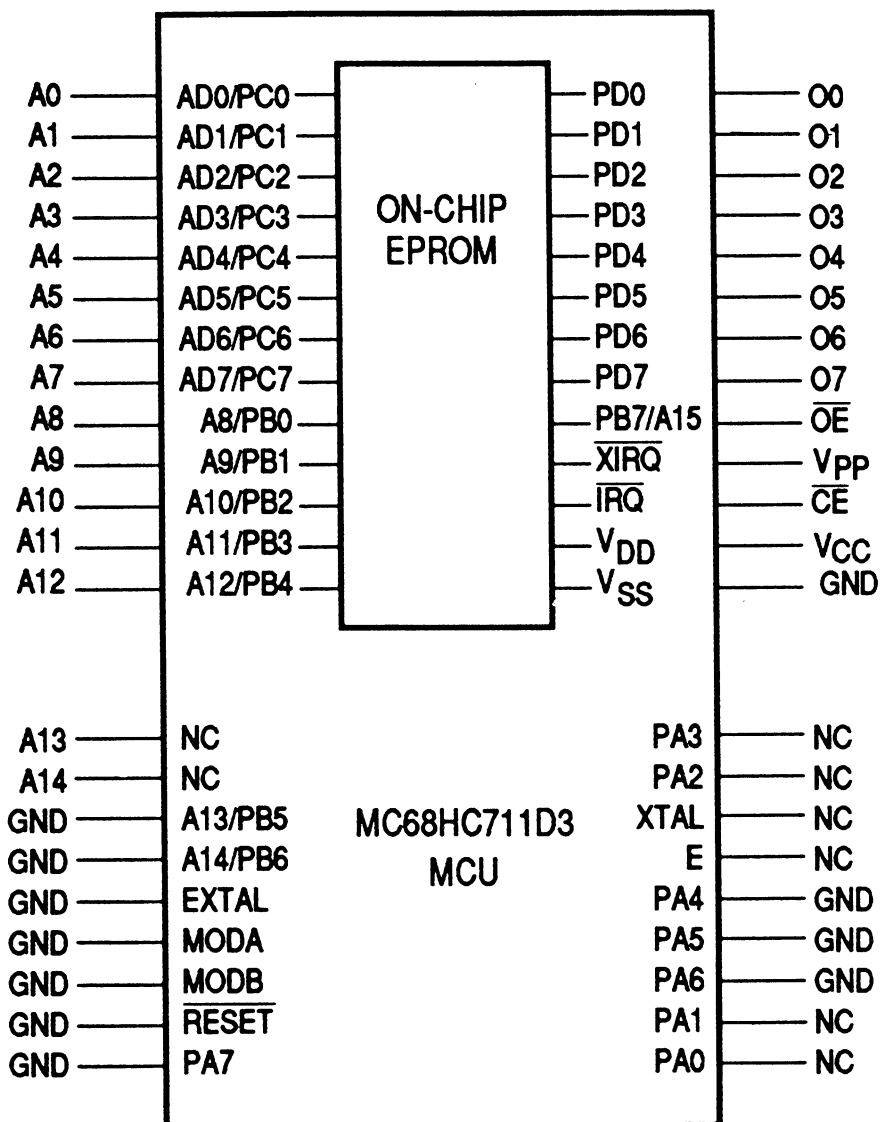 A0 AD0/PC0 PD0 O0
A1 AD1/PC1 PD1 O1
A2 AD2/PC2 PD2 O2
A3 AD3/PC3 ON-CHIP PD3 O3
A4 AD4/PC4 EPROM PD4 O4
A5 AD5/PC5 PD5 O5
A6 AD6/PC6 PD6 O6
A7 AD7/PC7 PD7 O7
A8 A8/PB0 PB7/A15 O̅E̅
A9 A9/PB1 X̅I̅R̅Q̅ VPP
A10 A10/PB2 I̅R̅Q̅ C̅E̅
A11 A11/PB3 VDD VCC
A12 A12/PB4 VSS GND
A13 NC PA3 NC
A14 NC PA2 NC
GND A13/PB5 MC68HC711D3 XTAL NC
GND A14/PB6 MCU E NC
GND EXTAL PA4 GND
GND MODA PA5 GND
GND MODB PA6 GND
GND R̅E̅S̅E̅T̅ PA1 NC
GND PA7 PA0 NC